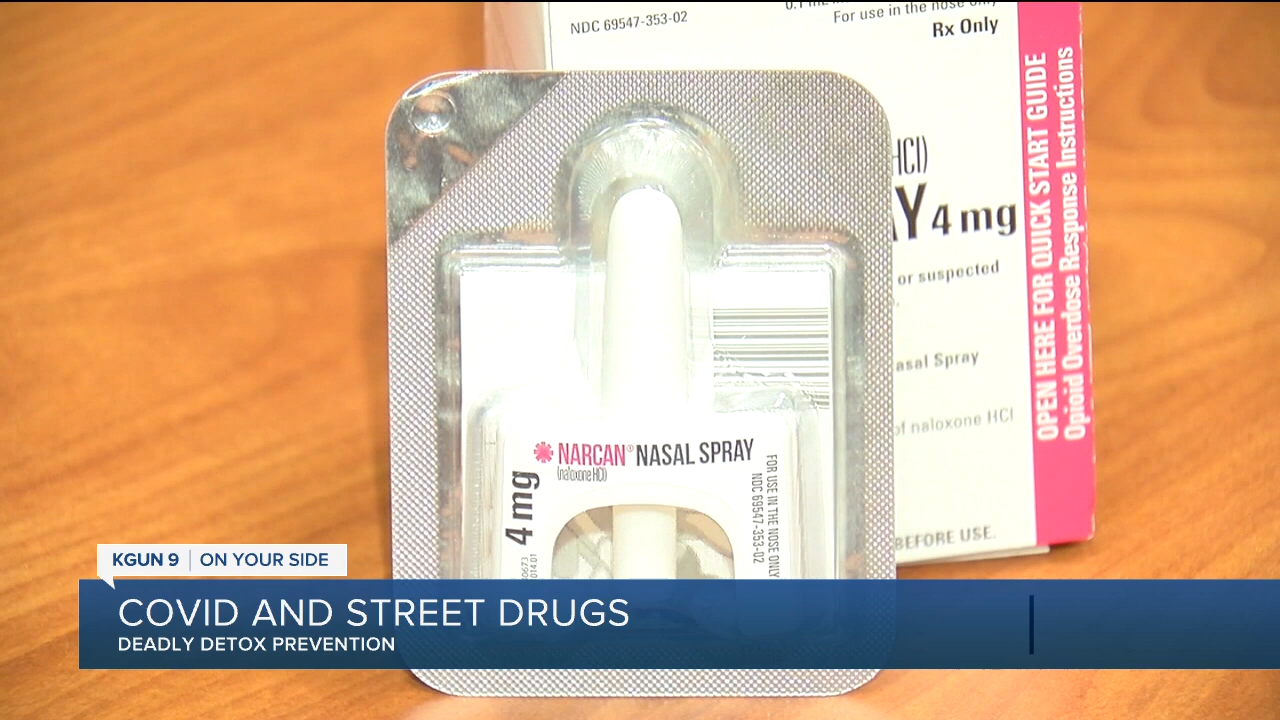 NDC 69547-353-02
For use in the nose only
Rx Only
HCl)
Y 4 mg
or suspected
asal Spray
of naloxone HCl
BEFORE USE.
OPEN HERE FOR QUICK START GUIDE
Opioid Overdose Response Instructions
NARCAN® NASAL SPRAY
(naloxone HCl)
4 mg
FOR USE IN THE NOSE ONLY
NDC 69547-353-02
KGUN 9 | ON YOUR SIDE
COVID AND STREET DRUGS
DEADLY DETOX PREVENTION